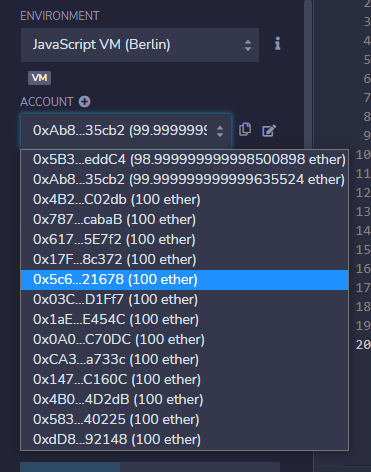 ENVIRONMENT
JavaScript VM (Berlin)
i
VM
ACCOUNT
0xAb8...35cb2 (99.9999999
0x5B3...eddC4 (98.999999999998500898 ether)
0xAb8...35cb2 (99.999999999999635524 ether)
0x4B2...C02db (100 ether)
0x787...cabaB (100 ether)
0x617...5E7f2 (100 ether)
0x17F...8c372 (100 ether)
0x5c6...21678 (100 ether)
0x03C...D1Ff7 (100 ether)
0x1aE...E454C (100 ether)
0x0A0...C70DC (100 ether)
0xCA3...a733c (100 ether)
0x147...C160C (100 ether)
0x4B0...4D2dB (100 ether)
0x583...40225 (100 ether)
0xdD8...92148 (100 ether)
2
3
4
5
6
7
8
9
10
11
12
13
14
15
16
17
18
19
20